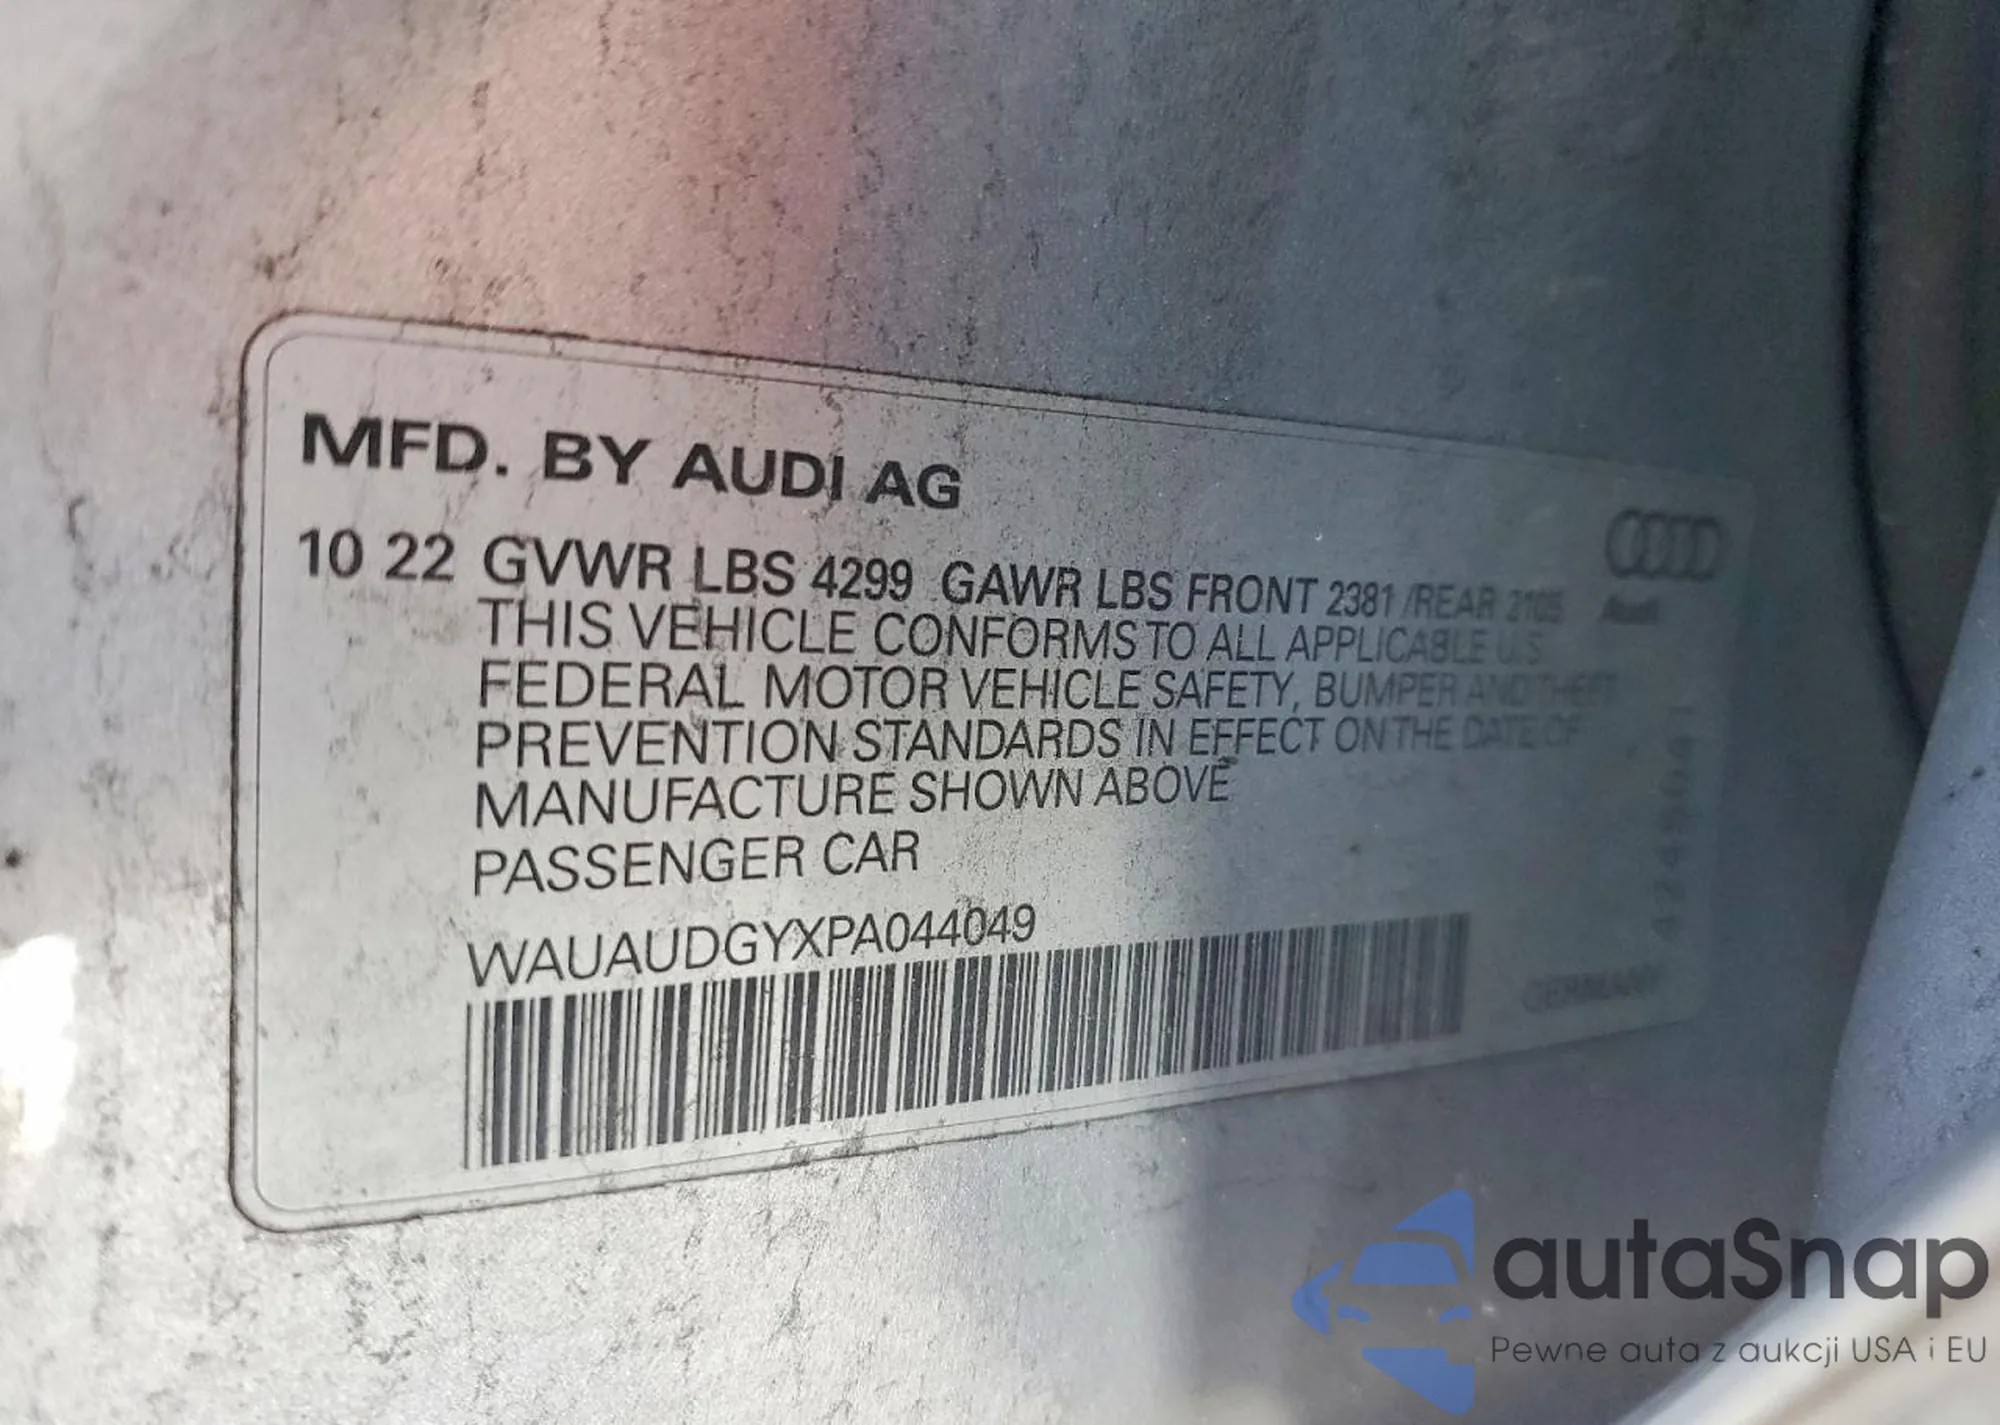 MFD. BY AUDI AG
10 22 GVWR LBS 4299 GAWR LBS FRONT 2381 /REAR 2105
Audi
THIS VEHICLE CONFORMS TO ALL APPLICABLE U.S.
FEDERAL MOTOR VEHICLE SAFETY, BUMPER AND THEFT
PREVENTION STANDARDS IN EFFECT ON THE DATE OF
MANUFACTURE SHOWN ABOVE
PASSENGER CAR
WAUAUDGYXPA044049
GERMANY
autaSnap
Pewne auta z aukcji USA i EU